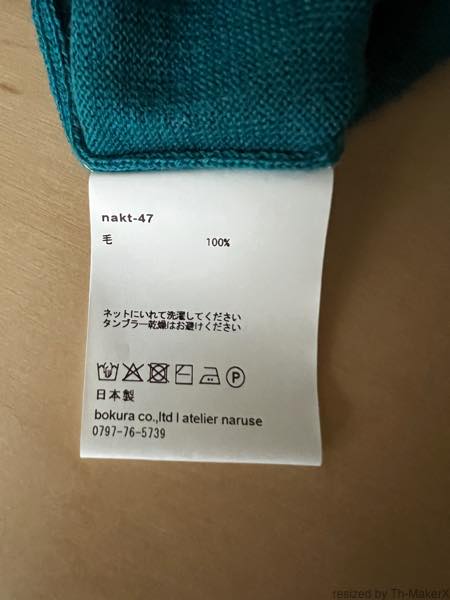 nakt-47
毛 100%
ネットにいれて洗濯してください
タンブラー乾燥はお避けください
P
日本製
bokura co.,ltd l atelier naruse
0797-76-5739
resized by Th-MakerX